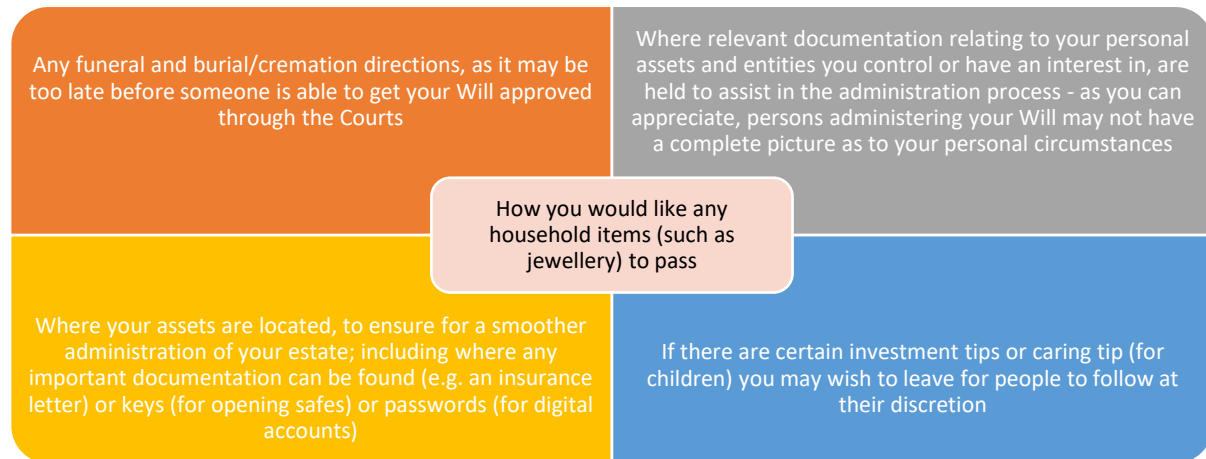 Any funeral and burial/cremation directions, as it may be
too late before someone is able to get your Will approved
through the Courts
Where relevant documentation relating to your personal
assets and entities you control or have an interest in, are
held to assist in the administration process - as you can
appreciate, persons administering your Will may not have
a complete picture as to your personal circumstances
How you would like any
household items (such as
jewellery) to pass
Where your assets are located, to ensure for a smoother
administration of your estate; including where any
important documentation can be found (e.g. an insurance
letter) or keys (for opening safes) or passwords (for digital
accounts)
If there are certain investment tips or caring tip (for
children) you may wish to leave for people to follow at
their discretion